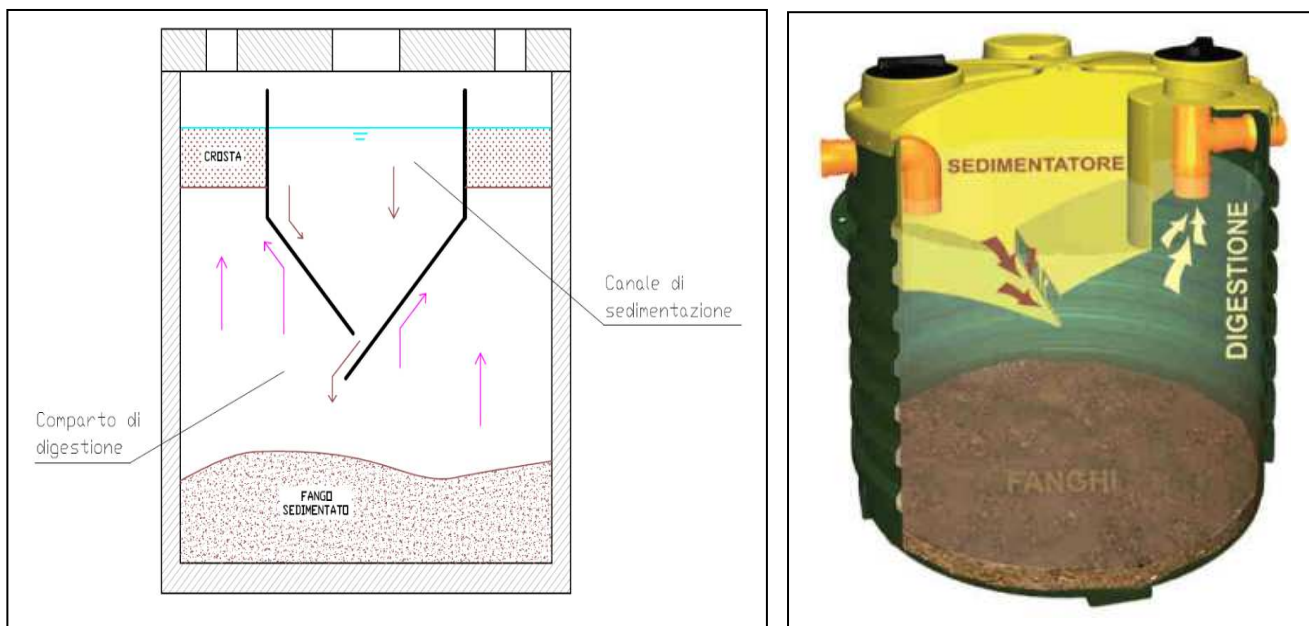 CROSTA
Canale di
sedimentazione
Comparto di
digestione
FANGO
SEDIMENTATO
SEDIMENTATORE
DIGESTIONE
FANGHI